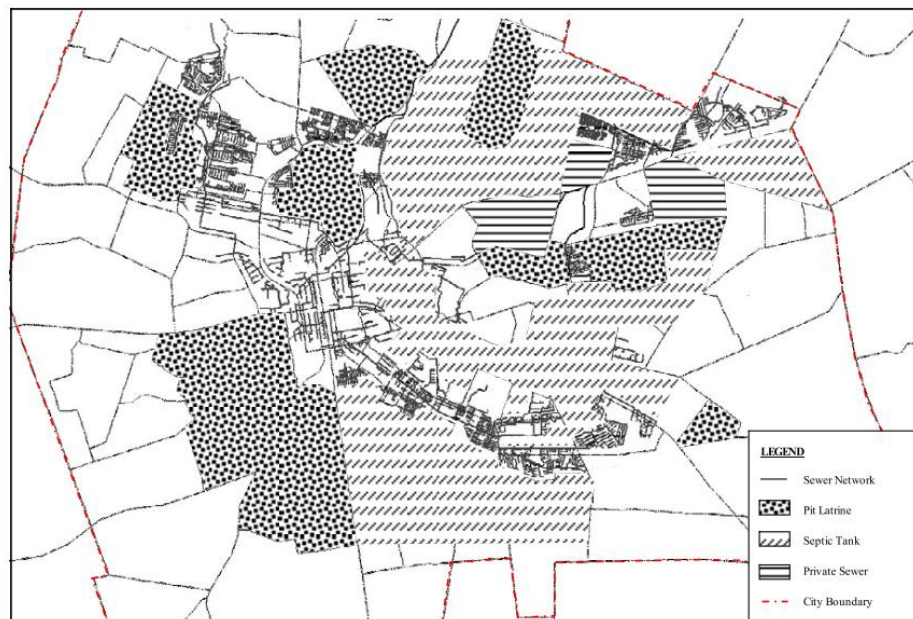 LEGEND
Sewer Network
Pit Latrine
Septic Tank
Private Sewer
City Boundary